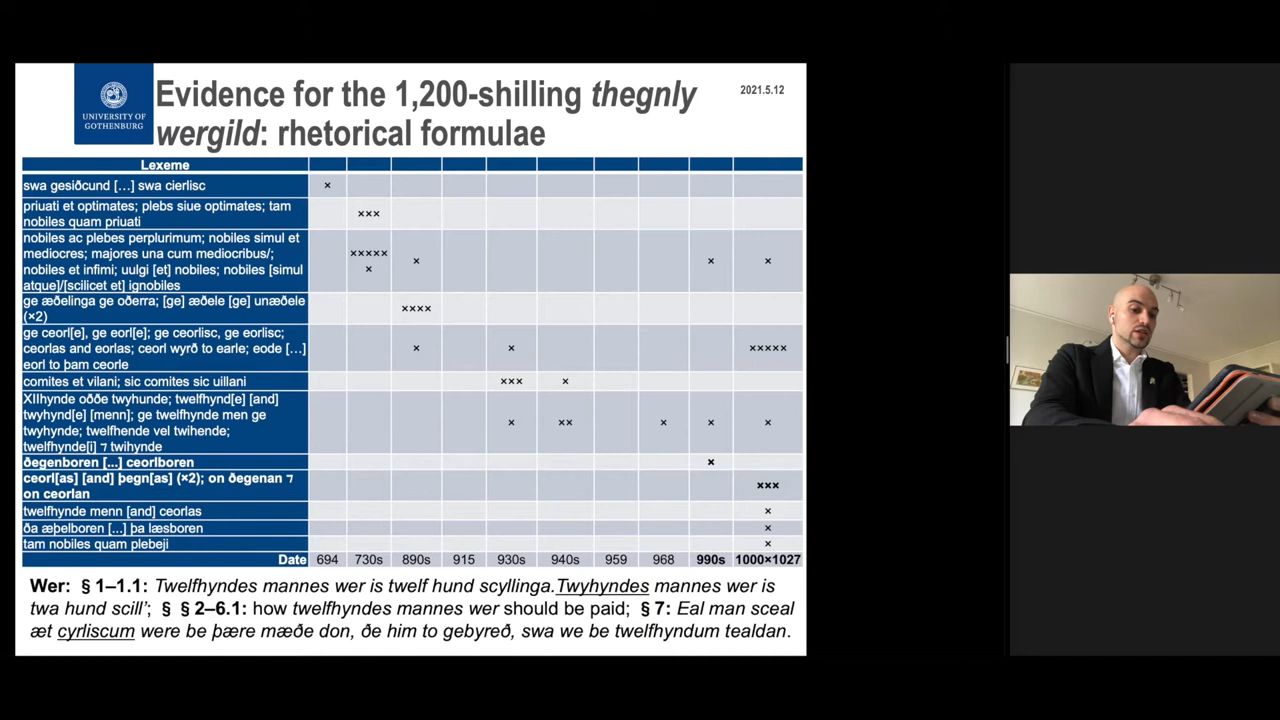 UNIVERSITY OF
GOTHENBURG
Evidence for the 1,200-shilling thegnly
wergild: rhetorical formulae
2021.5.12
Lexeme
swa gesiðcund […] swa cierlisc ×
priuati et optimates; plebs siue optimates; tam
nobiles quam priuati ×××
nobiles ac plebes perplurimum; nobiles simul et
mediocres; majores una cum mediocribus/;
nobiles et infimi; uulgi [et] nobiles; nobiles [simul
atque]/[scilicet et] ignobiles ××××× × × × ×
ge æðelinga ge oðerra; [ge] æðele [ge] unæðele
(×2) ××××
ge ceorl[e], ge eorl[e]; ge ceorlisc, ge eorlisc;
ceorlas and eorlas; ceorl wyrð to earle; eode […]
eorl to þam ceorle × × ×××××
comites et vilani; sic comites sic uillani ××× ×
XIIhynde oððe twyhunde; twelfhynd[e] [and]
twyhynd[e] [menn]; ge twelfhynde men ge
twyhynde; twelfhende vel twihende;
twelfhynde[i] ⁊ twihynde × ×× × × ×
ðegenboren [...] ceorlboren ×
ceorl[as] [and] þegn[as] (×2); on ðegenan ⁊
on ceorlan ×××
twelfhynde menn [and] ceorlas ×
ða æþelboren [...] þa læsboren ×
tam nobiles quam plebeji ×
Date 694 730s 890s 915 930s 940s 959 968 990s 1000×1027
Wer: § 1–1.1: Twelfhyndes mannes wer is twelf hund scyllinga. Twyhyndes mannes wer is
twa hund scill’; § § 2–6.1: how twelfhyndes mannes wer should be paid; § 7: Eal man sceal
æt cyrliscum were be þære mæðe don, ðe him to gebyreð, swa we be twelfhyndum tealdan.